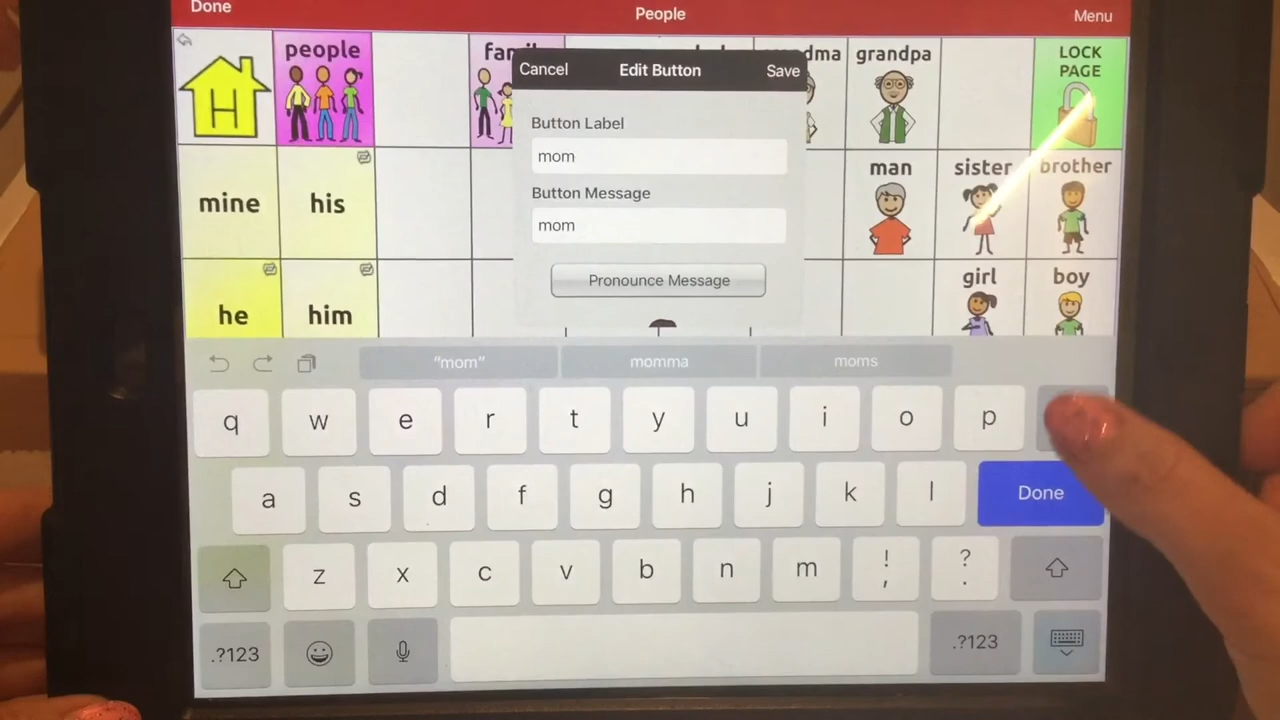 Done
People
Menu
people
grandpa
LOCK
PAGE
H
Cancel
Edit Button
Save
Button Label
mom
Button Message
mom
Pronounce Message
mine
his
man
sister
brother
he
him
girl
boy
“mom”
momma
moms
q w e r t y u i o p
a s d f g h j k l
Done
z x c v b n m ! , ? .
.?123
.?123